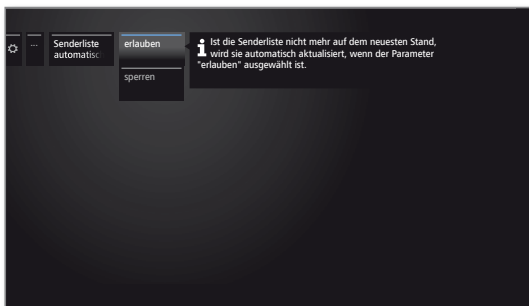 ...
Senderliste
automatisc
erlauben
sperren
Ist die Senderliste nicht mehr auf dem neuesten Stand,
wird sie automatisch aktualisiert, wenn der Parameter
"erlauben" ausgewählt ist.